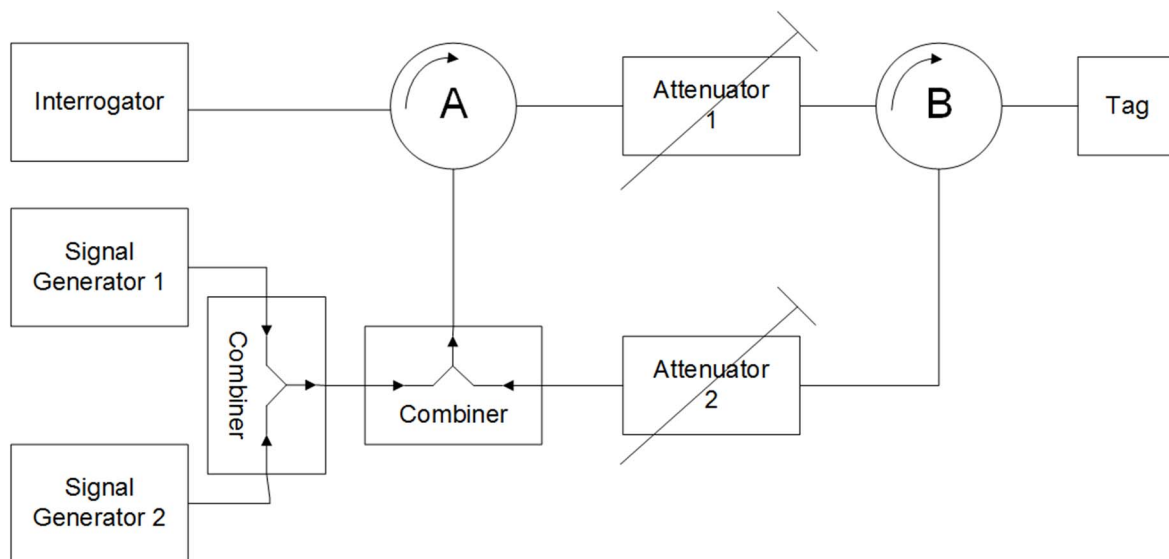 Interrogator
A
Attenuator
1
B
Tag
Signal
Generator 1
Combiner
Combiner
Attenuator
2
Signal
Generator 2